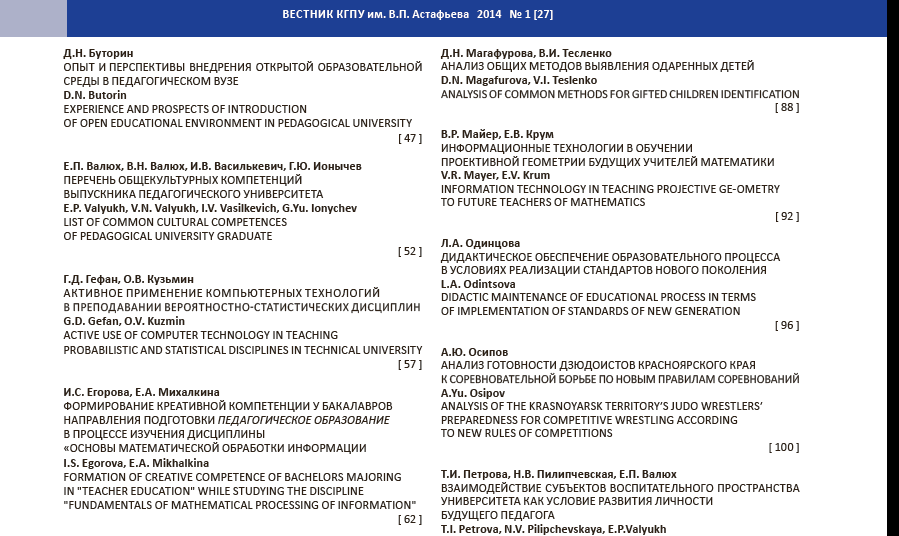 ВЕСТНИК КГПУ им. В.П. Астафьева 2014 № 1 [27]
Д.Н. Буторин
ОПЫТ И ПЕРСПЕКТИВЫ ВНЕДРЕНИЯ ОТКРЫТОЙ ОБРАЗОВАТЕЛЬНОЙ
СРЕДЫ В ПЕДАГОГИЧЕСКОМ ВУЗЕ
D.N. Butorin
EXPERIENCE AND PROSPECTS OF INTRODUCTION
OF OPEN EDUCATIONAL ENVIRONMENT IN PEDAGOGICAL UNIVERSITY
[ 47 ]
Е.П. Валюх, В.Н. Валюх, И.В. Василькевич, Г.Ю. Ионычев
ПЕРЕЧЕНЬ ОБЩЕКУЛЬТУРНЫХ КОМПЕТЕНЦИЙ
ВЫПУСКНИКА ПЕДАГОГИЧЕСКОГО УНИВЕРСИТЕТА
E.P. Valyukh, V.N. Valyukh, I.V. Vasilkevich, G.Yu. Ionychev
LIST OF COMMON CULTURAL COMPETENCES
OF PEDAGOGICAL UNIVERSITY GRADUATE
[ 52 ]
Г.Д. Гефан, О.В. Кузьмин
АКТИВНОЕ ПРИМЕНЕНИЕ КОМПЬЮТЕРНЫХ ТЕХНОЛОГИЙ
В ПРЕПОДАВАНИИ ВЕРОЯТНОСТНО-СТАТИСТИЧЕСКИХ ДИСЦИПЛИН
G.D. Gefan, O.V. Kuzmin
ACTIVE USE OF COMPUTER TECHNOLOGY IN TEACHING
PROBABILISTIC AND STATISTICAL DISCIPLINES IN TECHNICAL UNIVERSITY
[ 57 ]
И.С. Егорова, Е.А. Михалкина
ФОРМИРОВАНИЕ КРЕАТИВНОЙ КОМПЕТЕНЦИИ У БАКАЛАВРОВ
НАПРАВЛЕНИЯ ПОДГОТОВКИ ПЕДАГОГИЧЕСКОЕ ОБРАЗОВАНИЕ
В ПРОЦЕССЕ ИЗУЧЕНИЯ ДИСЦИПЛИНЫ
«ОСНОВЫ МАТЕМАТИЧЕСКОЙ ОБРАБОТКИ ИНФОРМАЦИИ
I.S. Egorova, E.A. Mikhalkina
FORMATION OF CREATIVE COMPETENCE OF BACHELORS MAJORING
IN "TEACHER EDUCATION" WHILE STUDYING THE DISCIPLINE
"FUNDAMENTALS OF MATHEMATICAL PROCESSING OF INFORMATION"
[ 62 ]
Д.Н. Магафурова, В.И. Тесленко
АНАЛИЗ ОБЩИХ МЕТОДОВ ВЫЯВЛЕНИЯ ОДАРЕННЫХ ДЕТЕЙ
D.N. Magafurova, V.I. Teslenko
ANALYSIS OF COMMON METHODS FOR GIFTED CHILDREN IDENTIFICATION
[ 88 ]
В.Р. Майер, Е.В. Крум
ИНФОРМАЦИОННЫЕ ТЕХНОЛОГИИ В ОБУЧЕНИИ
ПРОЕКТИВНОЙ ГЕОМЕТРИИ БУДУЩИХ УЧИТЕЛЕЙ МАТЕМАТИКИ
V.R. Mayer, E.V. Krum
INFORMATION TECHNOLOGY IN TEACHING PROJECTIVE GE-OMETRY
TO FUTURE TEACHERS OF MATHEMATICS
[ 92 ]
Л.А. Одинцова
ДИДАКТИЧЕСКОЕ ОБЕСПЕЧЕНИЕ ОБРАЗОВАТЕЛЬНОГО ПРОЦЕССА
В УСЛОВИЯХ РЕАЛИЗАЦИИ СТАНДАРТОВ НОВОГО ПОКОЛЕНИЯ
L.A. Odintsova
DIDACTIC MAINTENANCE OF EDUCATIONAL PROCESS IN TERMS
OF IMPLEMENTATION OF STANDARDS OF NEW GENERATION
[ 96 ]
А.Ю. Осипов
АНАЛИЗ ГОТОВНОСТИ ДЗЮДОИСТОВ КРАСНОЯРСКОГО КРАЯ
К СОРЕВНОВАТЕЛЬНОЙ БОРЬБЕ ПО НОВЫМ ПРАВИЛАМ СОРЕВНОВАНИЙ
A.Yu. Osipov
ANALYSIS OF THE KRASNOYARSK TERRITORY’S JUDO WRESTLERS’
PREPAREDNESS FOR COMPETITIVE WRESTLING ACCORDING
TO NEW RULES OF COMPETITIONS
[ 100 ]
Т.И. Петрова, Н.В. Пилипчевская, Е.П. Валюх
ВЗАИМОДЕЙСТВИЕ СУБЪЕКТОВ ВОСПИТАТЕЛЬНОГО ПРОСТРАНСТВА
УНИВЕРСИТЕТА КАК УСЛОВИЕ РАЗВИТИЯ ЛИЧНОСТИ
БУДУЩЕГО ПЕДАГОГА
T.I. Petrova, N.V. Pilipchevskaya, E.P.Valyukh